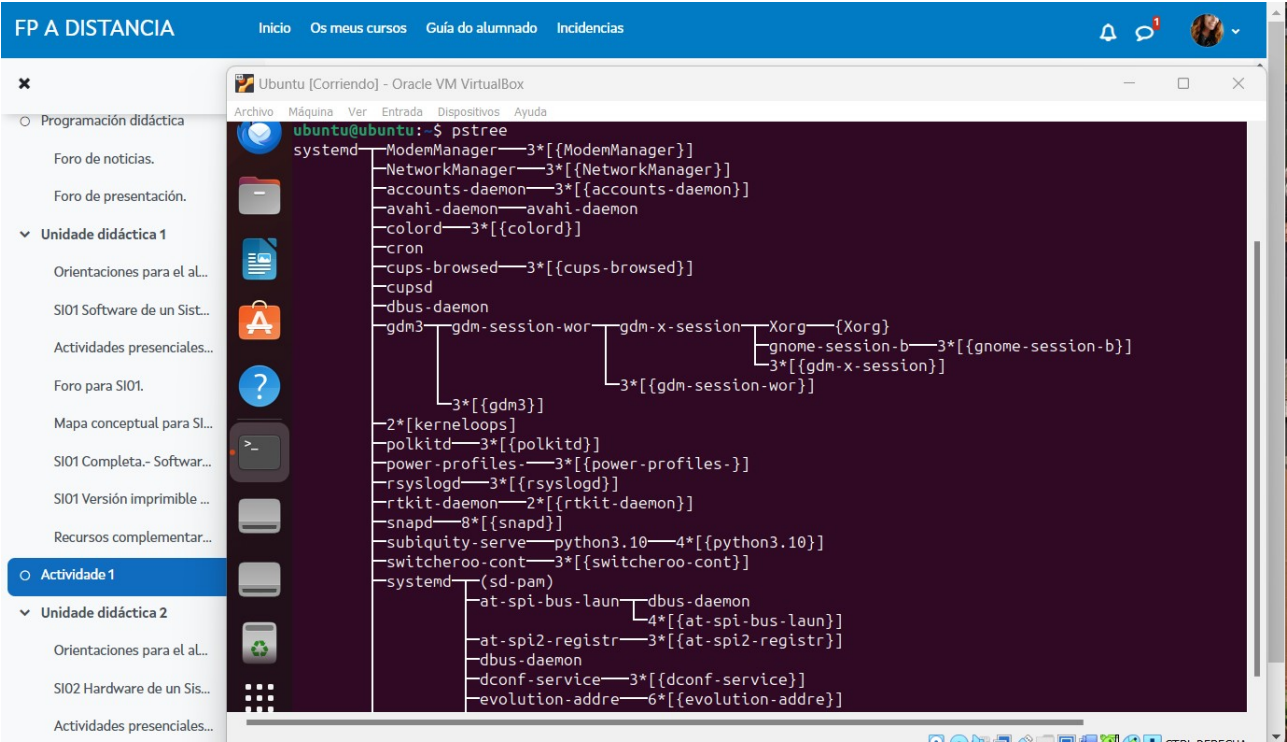 FP A DISTANCIA Inicio Os meus cursos Guía do alumnado Incidencias 1
Programación didáctica
Foro de noticias.
Foro de presentación.
Unidade didáctica 1
Orientaciones para el al...
SI01 Software de un Sist...
Actividades presenciales...
Foro para SI01.
Mapa conceptual para SI...
SI01 Completa.- Softwar...
SI01 Versión imprimible ...
Recursos complementar...
Actividade 1
Unidade didáctica 2
Orientaciones para el al...
SI02 Hardware de un Sis...
Actividades presenciales...
Ubuntu [Corriendo] - Oracle VM VirtualBox
Archivo Máquina Ver Entrada Dispositivos Ayuda
ubuntu@ubuntu:~$ pstree
systemd─┬─ModemManager───3*[{ModemManager}]
├─NetworkManager───3*[{NetworkManager}]
├─accounts-daemon───3*[{accounts-daemon}]
├─avahi-daemon───avahi-daemon
├─colord───3*[{colord}]
├─cron
├─cups-browsed───3*[{cups-browsed}]
├─cupsd
├─dbus-daemon
├─gdm3─┬─gdm-session-wor─┬─gdm-x-session─┬─Xorg───{Xorg}
├─gnome-session-b───3*[{gnome-session-b}]
└─3*[{gdm-x-session}]
└─3*[{gdm-session-wor}]
└─3*[{gdm3}]
├─2*[kerneloops]
├─polkitd───3*[{polkitd}]
├─power-profiles-───3*[{power-profiles-}]
├─rsyslogd───3*[{rsyslogd}]
├─rtkit-daemon───2*[{rtkit-daemon}]
├─snapd───8*[{snapd}]
├─subiquity-serve───python3.10───4*[{python3.10}]
├─switcheroo-cont───3*[{switcheroo-cont}]
├─systemd─┬─(sd-pam)
├─at-spi-bus-laun─┬─dbus-daemon
└─4*[{at-spi-bus-laun}]
├─at-spi2-registr───3*[{at-spi2-registr}]
├─dbus-daemon
├─dconf-service───3*[{dconf-service}]
├─evolution-addre───6*[{evolution-addre}]